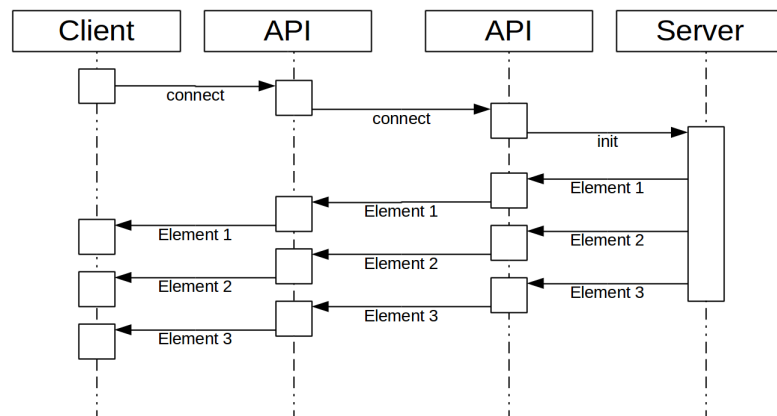 Client
API
API
Server
connect
connect
init
Element 1
Element 1
Element 1
Element 2
Element 2
Element 2
Element 3
Element 3
Element 3